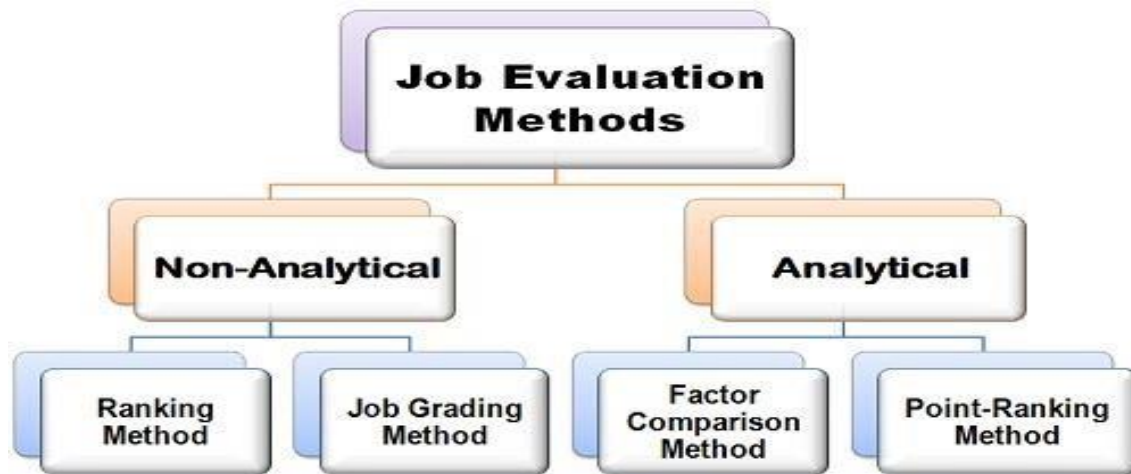 Job Evaluation
Methods
Non-Analytical
Analytical
Ranking
Method
Job Grading
Method
Factor
Comparison
Method
Point-Ranking
Method